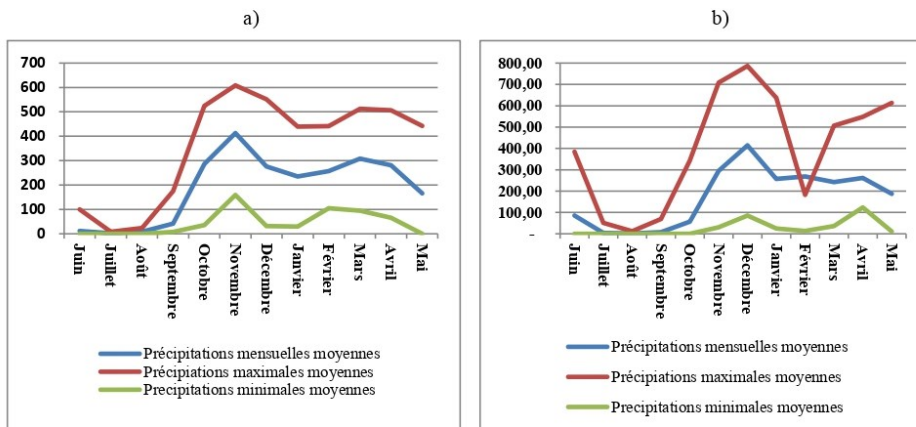 a)
700
600
500
400
300
200
100
0
Juin
Juillet
Août
Septembre
Octobre
Novembre
Décembre
Janvier
Février
Mars
Avril
Mai
Précipitations mensuelles moyennes
Précipiations maximales moyennes
Precipitations minimales moyennes
b)
800,00
700,00
600,00
500,00
400,00
300,00
200,00
100,00
-
Juin
Juillet
Août
Septembre
Octobre
Novembre
Décembre
Janvier
Février
Mars
Avril
Mai
Précipitations mensuelles moyennes
Précipiations maximales moyennes
Precipitations minimales moyennes